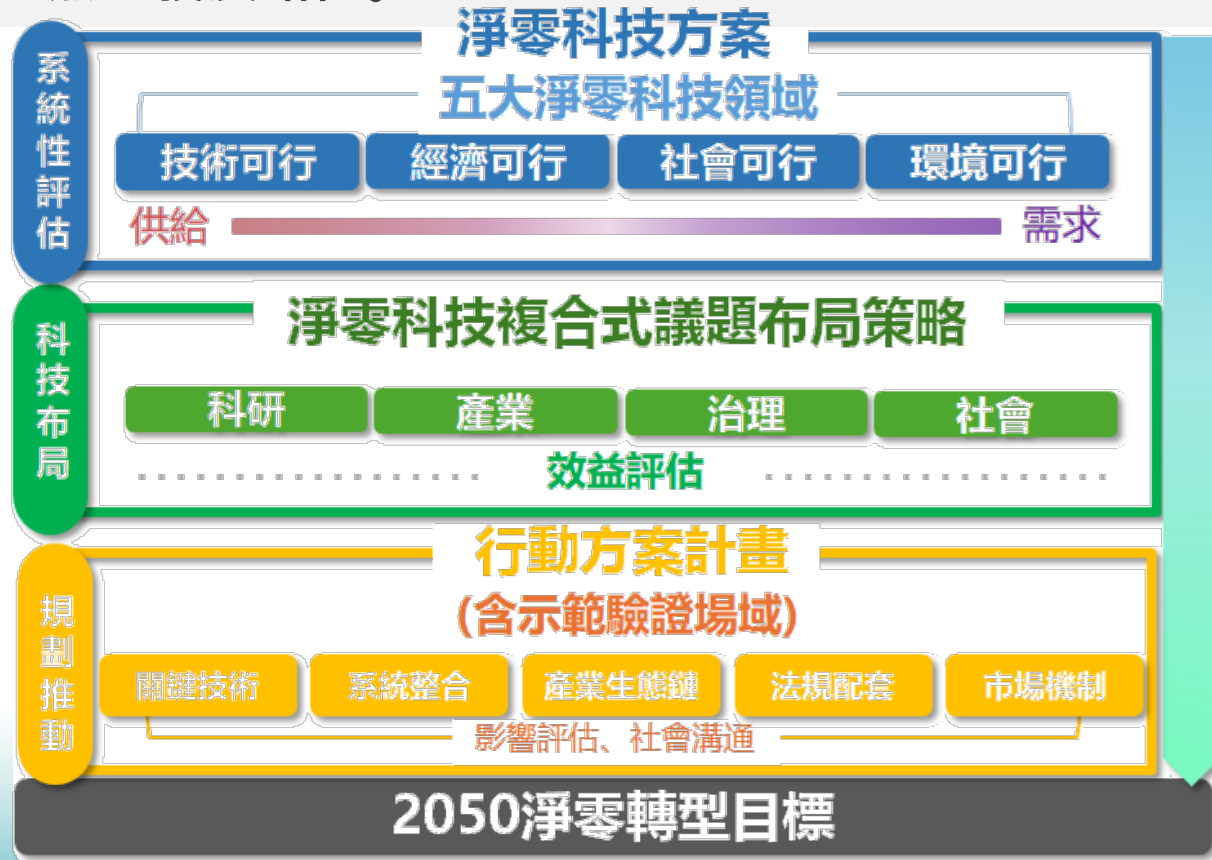 系統性評估
淨零科技方案
五大淨零科技領域
技術可行 經濟可行 社會可行 環境可行
供給 需求
科技布局
淨零科技複合式議題布局策略
科研 產業 治理 社會
效益評估
規劃推動
行動方案計畫
(含示範驗證場域)
關鍵技術 系統整合 產業生態鏈 法規配套 市場機制
影響評估、社會溝通
2050淨零轉型目標